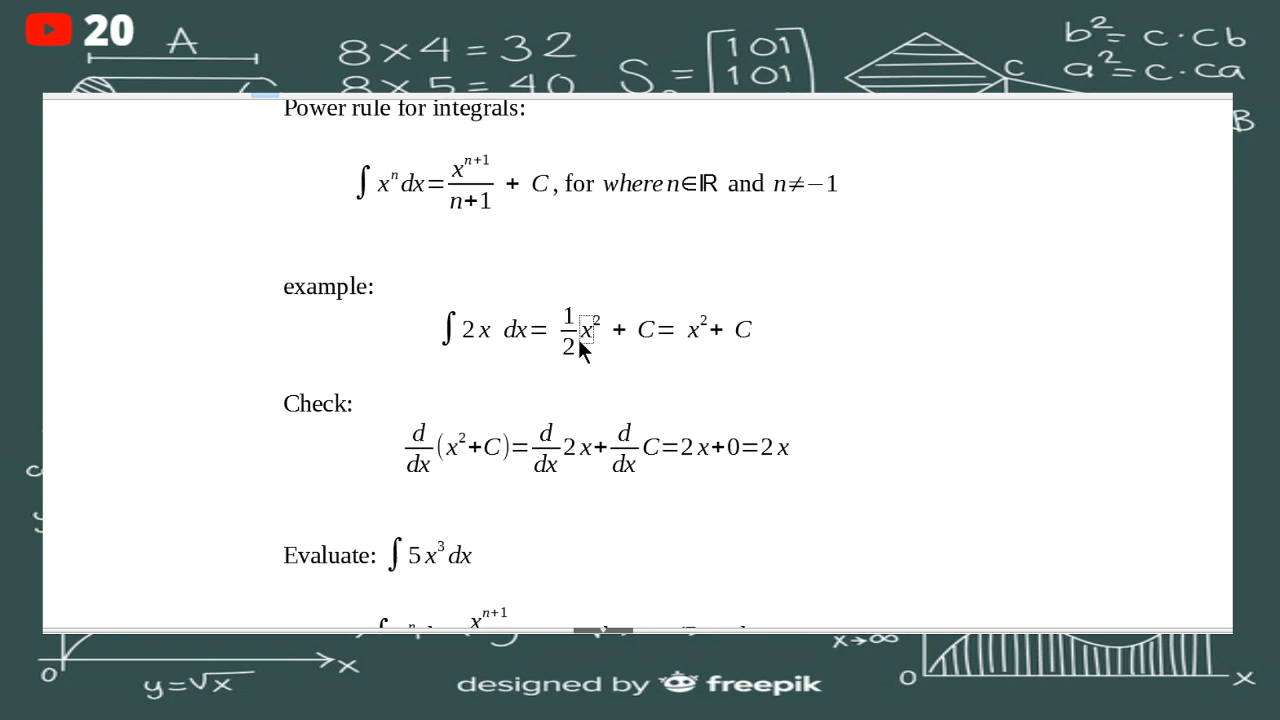 20
A
8 × 4 = 32
8 × 5 = 40
S = [101
101]
C
b² = c · cb
a² = c · ca
B
Power rule for integrals:
∫ xⁿ dx = xⁿ⁺¹/n+1 + C, for where n∈ℝ and n≠−1
example:
∫ 2x dx = 1/2 x² + C = x² + C
Check:
d/dx (x²+C) = d/dx 2x + d/dx C = 2x+0 = 2x
Evaluate: ∫ 5x³ dx
xⁿ⁺¹
x→∞
0
x
y=√x
designed by freepik
0
x